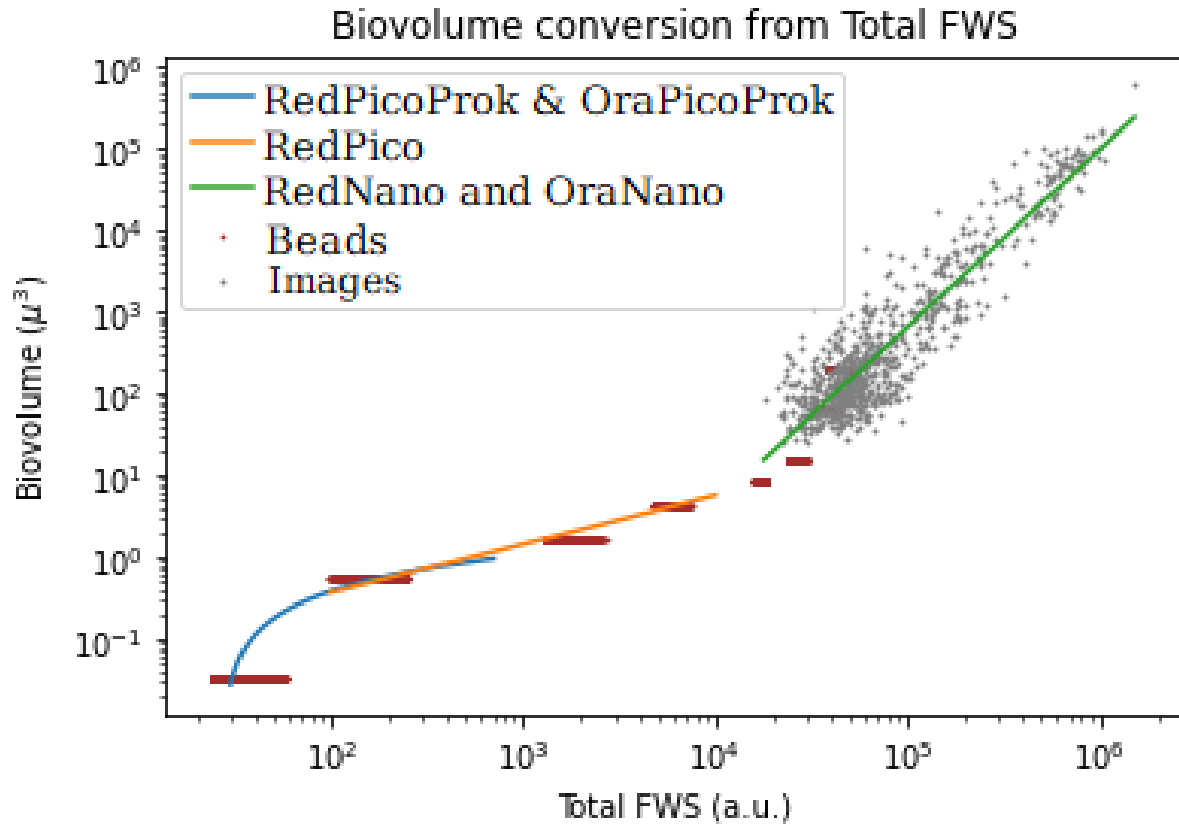 Biovolume conversion from Total FWS
10⁶
10⁵
10⁴
10³
10²
10¹
10⁰
10⁻¹
Biovolume (μ³)
RedPicoProk & OraPicoProk
RedPico
RedNano and OraNano
Beads
Images
10² 10³ 10⁴ 10⁵ 10⁶
Total FWS (a.u.)